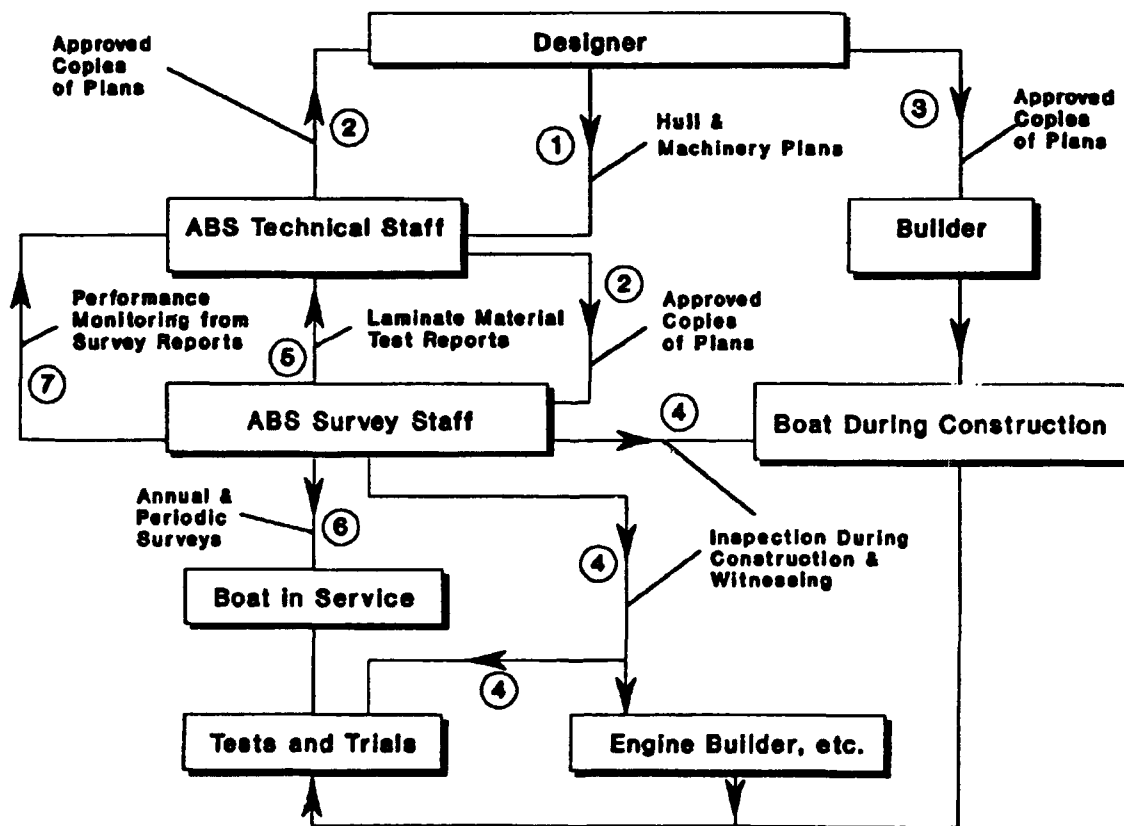 Designer
Approved
Copies
of Plans
2
1
Hull &
Machinery Plans
3
Approved
Copies
of Plans
ABS Technical Staff
Builder
2
Approved
Copies
of Plans
Performance
Monitoring from
Survey Reports
7
Laminate Material
Test Reports
5
ABS Survey Staff
4
Boat During Construction
Annual &
Periodic
Surveys
6
4
Inspection During
Construction &
Witnessing
Boat in Service
4
Tests and Trials
Engine Builder, etc.